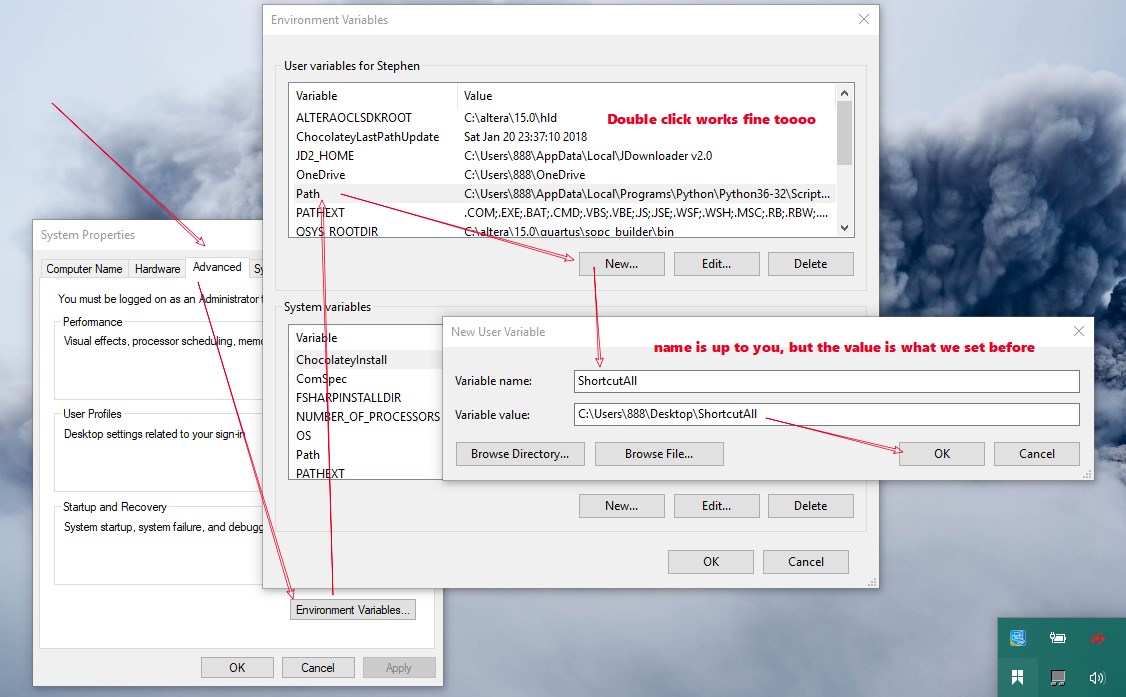 Environment Variables
User variables for Stephen
Variable Value
ALTERAOCLSDKROOT C:\altera\15.0\hld
Double click works fine toooo
ChocolateyLastPathUpdate Sat Jan 20 23:37:10 2018
JD2_HOME C:\Users\888\AppData\Local\JDownloader v2.0
OneDrive C:\Users\888\OneDrive
Path C:\Users\888\AppData\Local\Programs\Python\Python36-32\Script...
PATHEXT .COM;.EXE;.BAT;.CMD;.VBS;.VBE;.JS;.JSE;.WSF;.WSH;.MSC;.RB;.RBW;....
QSYS_ROOTDIR C:\altera\15.0\quartus\sopc_builder\bin
New... Edit... Delete
System variables
Variable
ChocolateyInstall
ComSpec
FSHARPINSTALLDIR
NUMBER_OF_PROCESSORS
OS
Path
PATHEXT
New... Edit... Delete
OK Cancel
System Properties
Computer Name Hardware Advanced Sy
You must be logged on as an Administrator t
Performance
Visual effects, processor scheduling, memo
User Profiles
Desktop settings related to your sign-in
Startup and Recovery
System startup, system failure, and debugg
Environment Variables...
OK Cancel Apply
New User Variable
name is up to you, but the value is what we set before
Variable name: ShortcutAll
Variable value: C:\Users\888\Desktop\ShortcutAll
Browse Directory... Browse File... OK Cancel